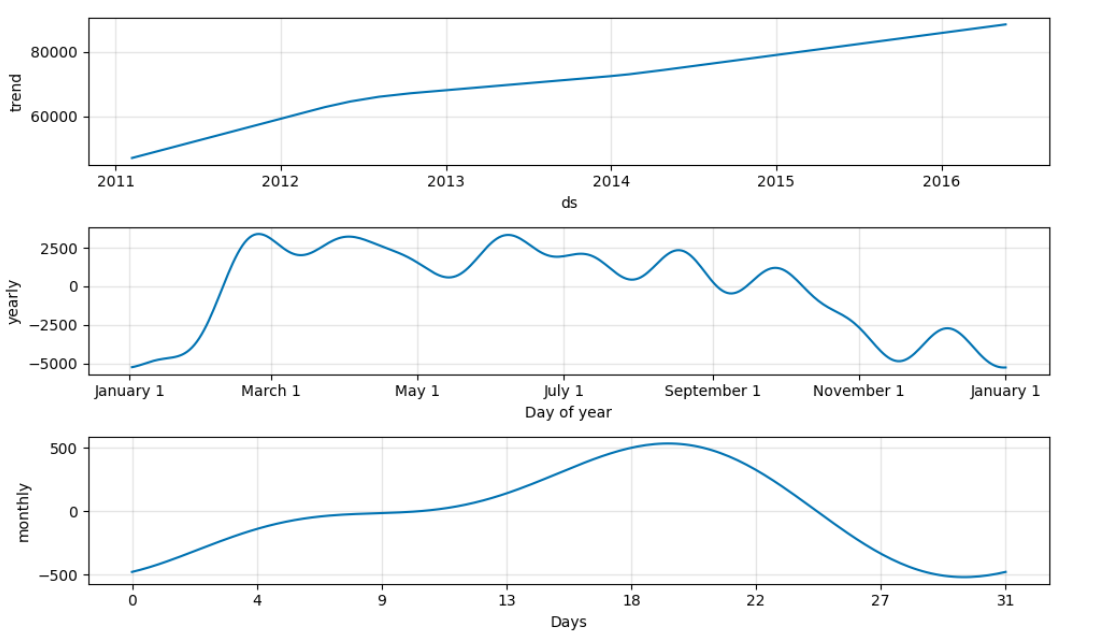 80000
60000
trend
2011 2012 2013 2014 2015 2016
ds
2500
0
−2500
−5000
yearly
January 1 March 1 May 1 July 1 September 1 November 1 January 1
Day of year
500
0
−500
monthly
0 4 9 13 18 22 27 31
Days